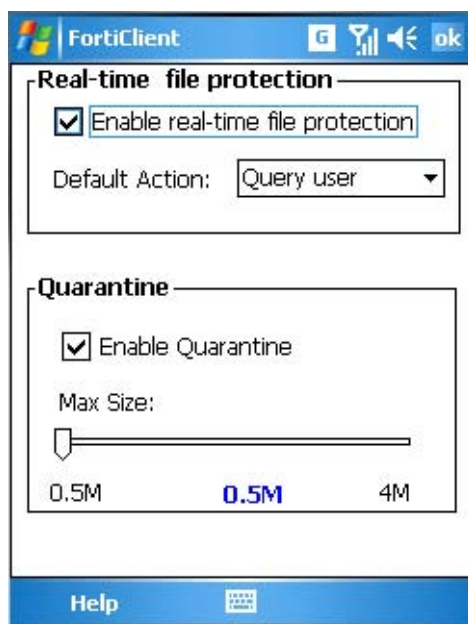 FortiClient G ok
Real-time file protection
Enable real-time file protection
Default Action: Query user
Quarantine
Enable Quarantine
Max Size:
0.5M 0.5M 4M
Help